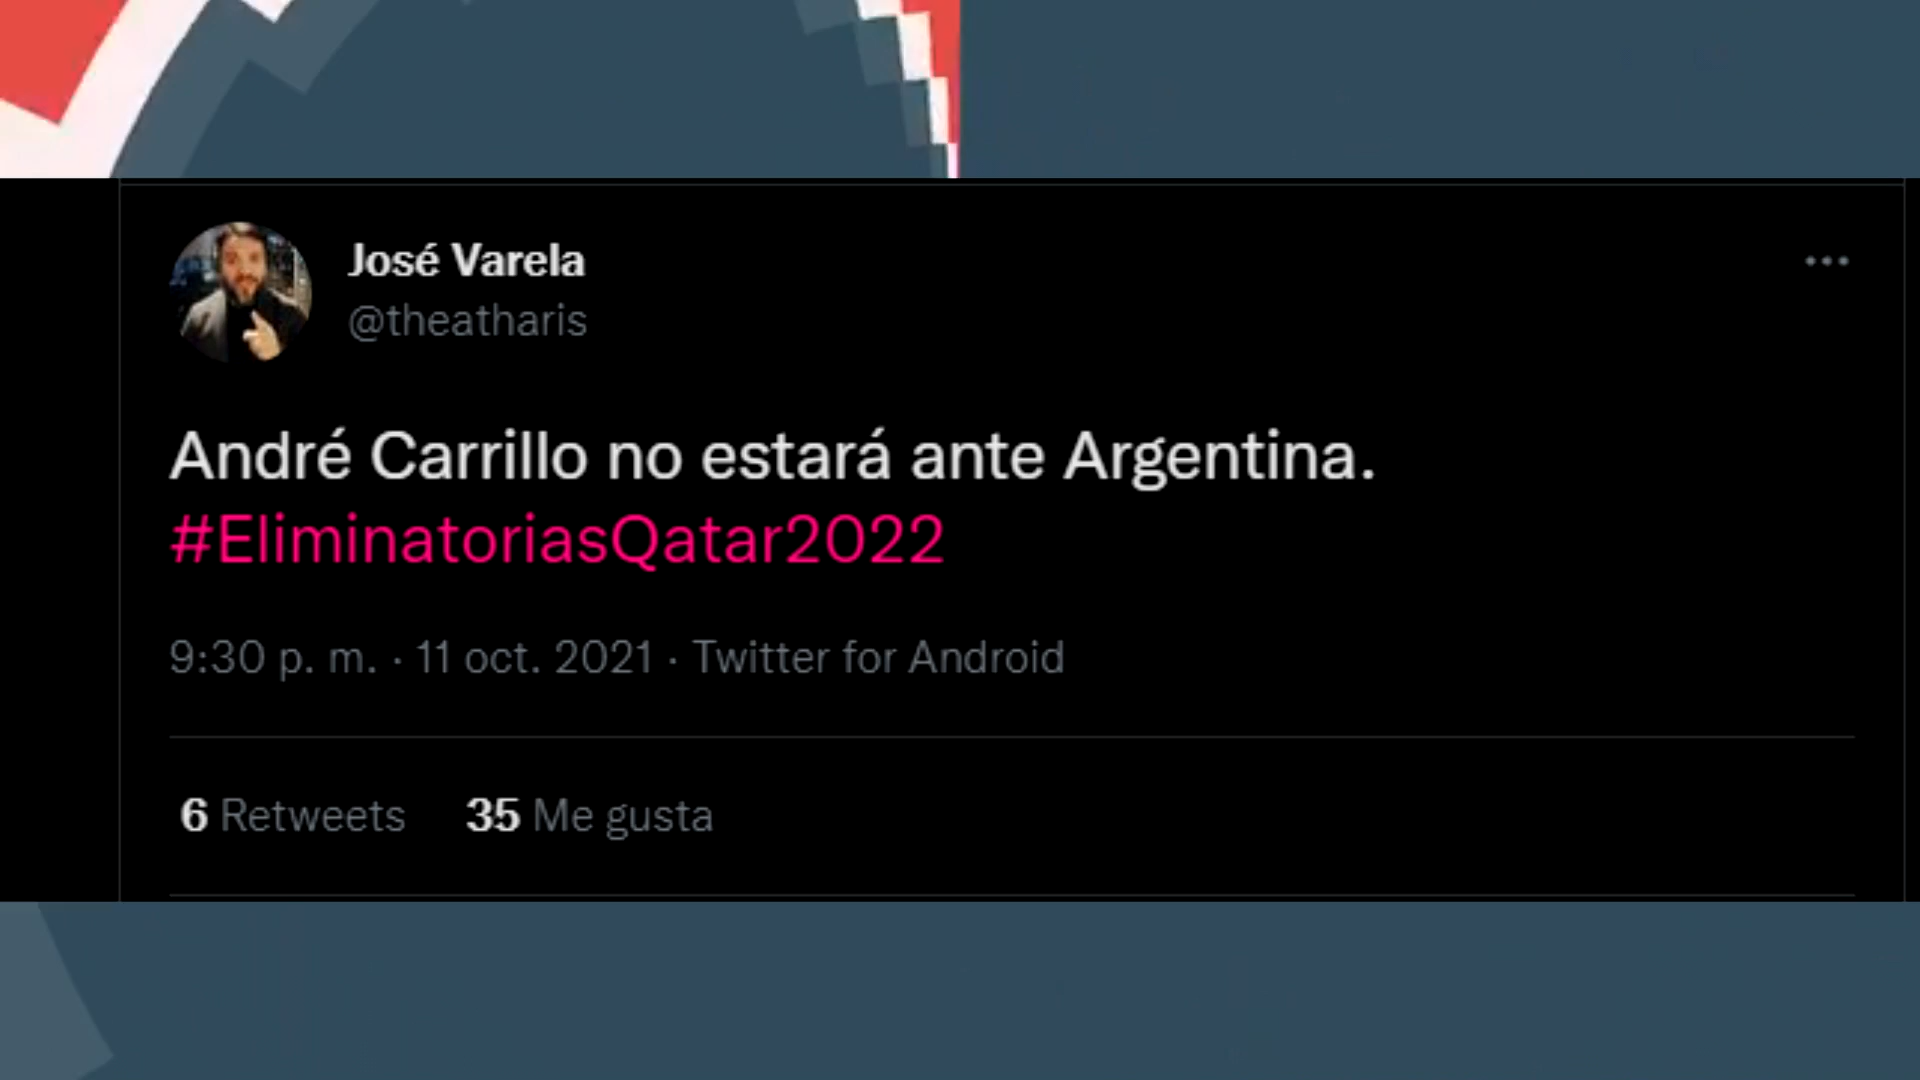 José Varela
@theatharis
André Carrillo no estará ante Argentina.
#EliminatoriasQatar2022
9:30 p. m. · 11 oct. 2021 · Twitter for Android
6 Retweets 35 Me gusta